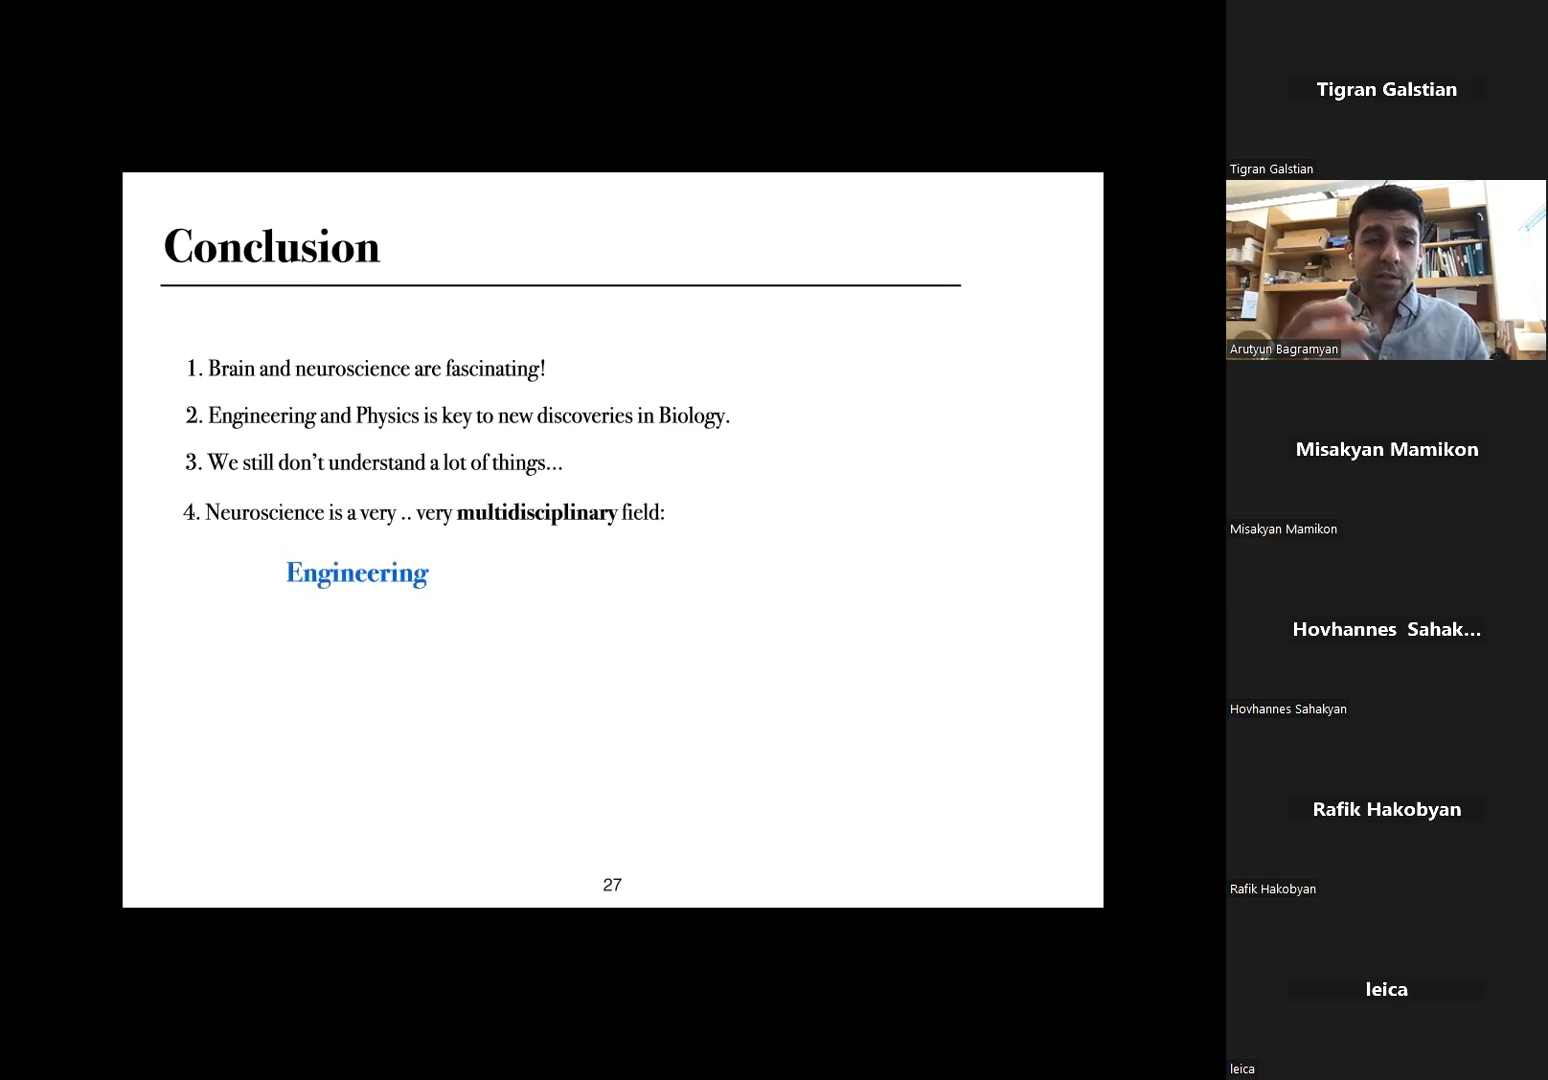 Conclusion
1. Brain and neuroscience are fascinating!
2. Engineering and Physics is key to new discoveries in Biology.
3. We still don’t understand a lot of things...
4. Neuroscience is a very .. very multidisciplinary field:
Engineering
27
Tigran Galstian
Tigran Galstian
Arutyun Bagramyan
Misakyan Mamikon
Misakyan Mamikon
Hovhannes Sahak...
Hovhannes Sahakyan
Rafik Hakobyan
Rafik Hakobyan
leica
leica